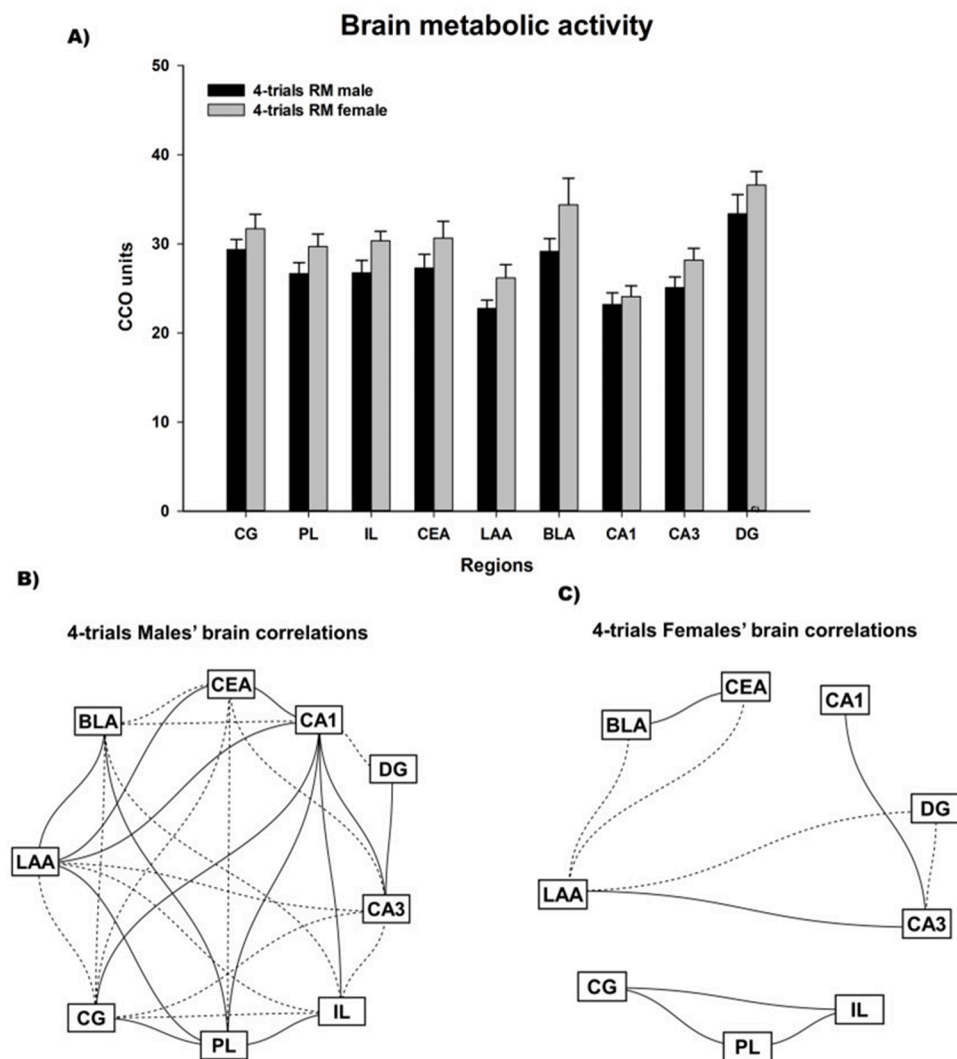 A)
Brain metabolic activity
50
40
30
20
10
0
CCO units
4-trials RM male
4-trials RM female
CG PL IL CEA LAA BLA CA1 CA3 DG
Regions
B)
4-trials Males’ brain correlations
CEA
BLA
CA1
DG
LAA
CA3
CG
IL
PL
C)
4-trials Females’ brain correlations
CEA
CA1
BLA
DG
LAA
CA3
CG
IL
PL